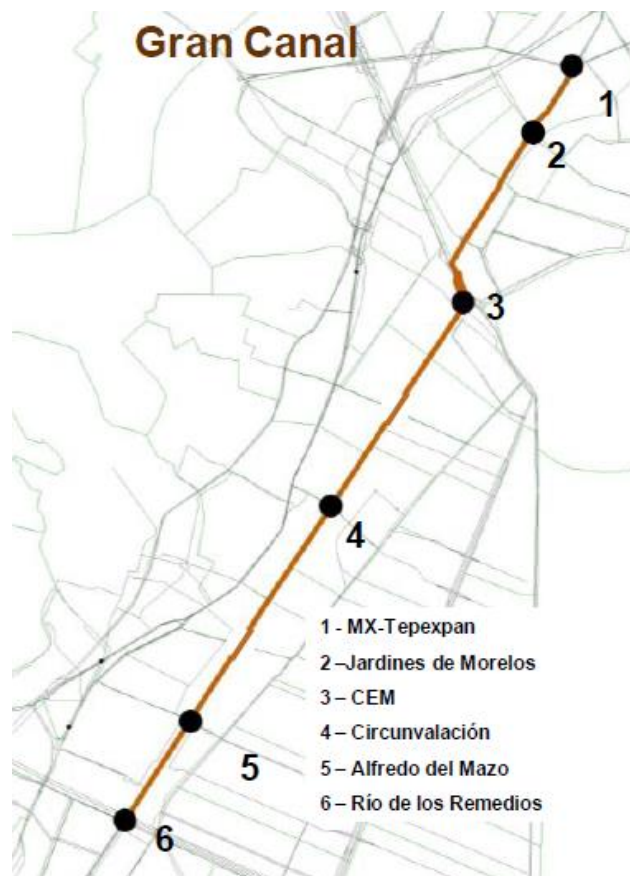 Gran Canal
1
2
3
4
1 - MX-Tepexpan
2 –Jardines de Morelos
3 – CEM
4 – Circunvalación
5 – Alfredo del Mazo
6 – Río de los Remedios
5
6